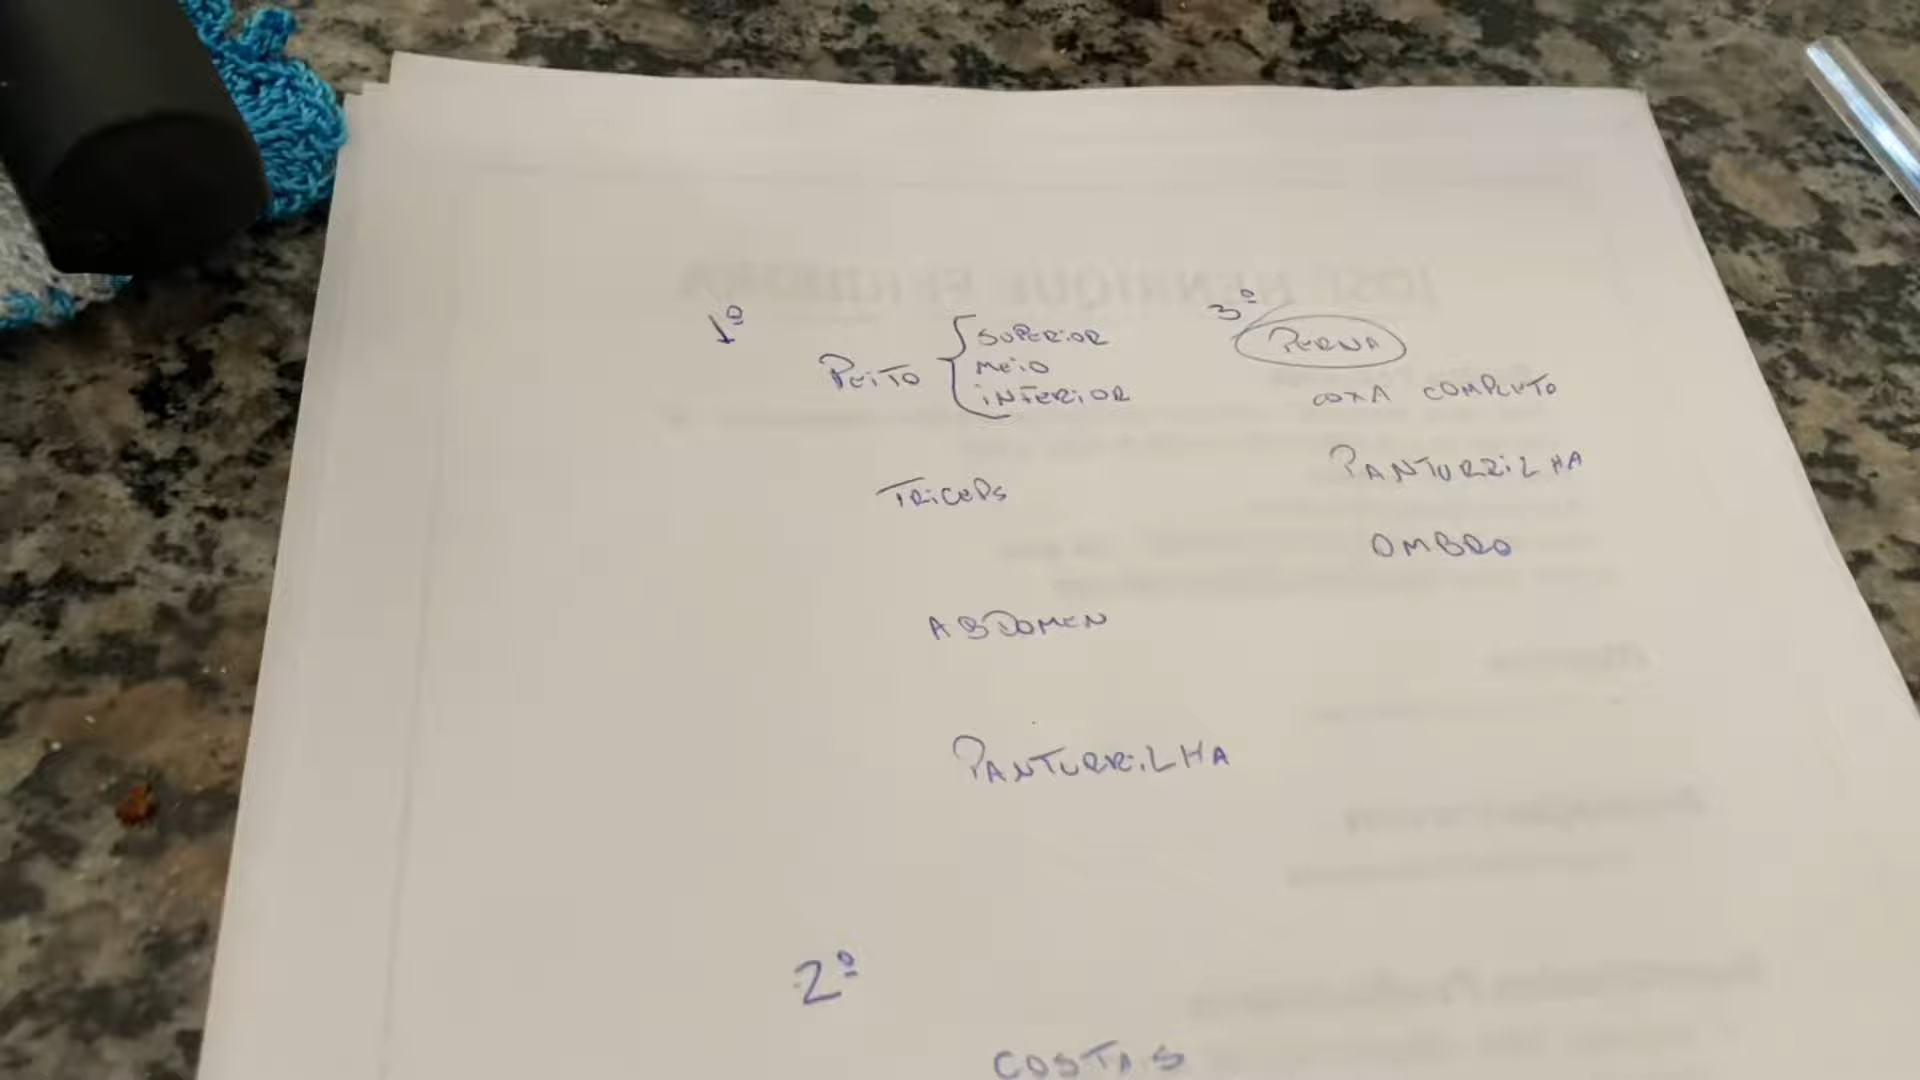 1º
PEITO { SUPERIOR
MEIO
INFERIOR
TRICEPS
ABDOMEN
PANTURRILHA
2º
COSTAS
3º
PERNA
COXA COMPLETO
PANTURRILHA
OMBRO